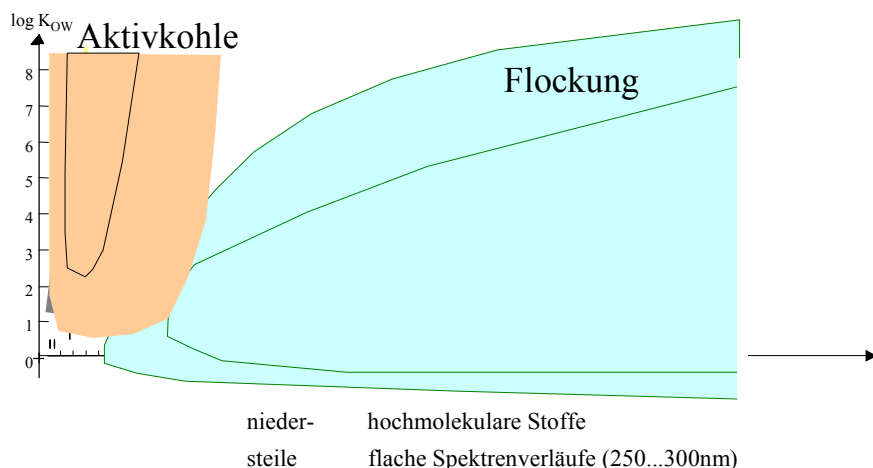 log KOW
Aktivkohle
Flockung
8
7
6
5
4
3
2
1
0
nieder- hochmolekulare Stoffe
steile flache Spektrenverläufe (250...300nm)